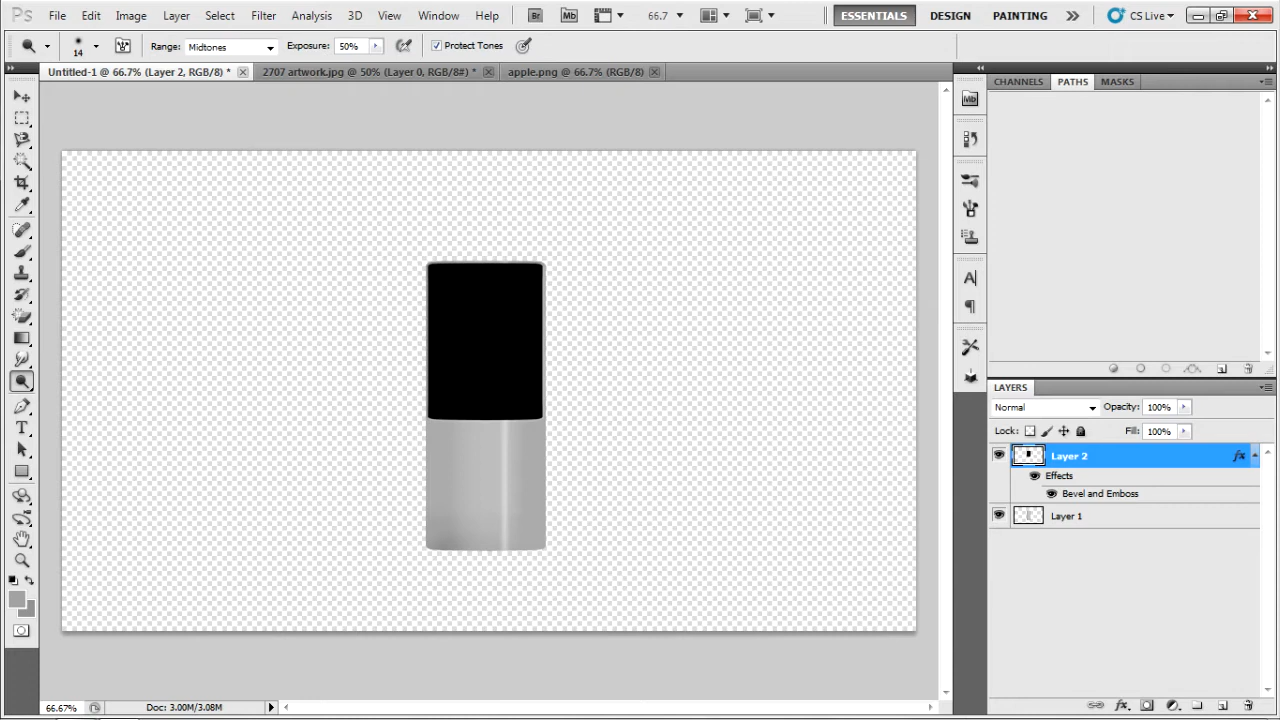 Ps File Edit Image Layer Select Filter Analysis 3D View Window Help Br Mb 66.7 ESSENTIALS DESIGN PAINTING CS Live
14 Range: Midtones Exposure: 50% Protect Tones
Untitled-1 @ 66.7% (Layer 2, RGB/8) * 2707 artwork.jpg @ 50% (Layer 0, RGB/8#) * apple.png @ 66.7% (RGB/8)
CHANNELS PATHS MASKS
Mb
LAYERS
Normal Opacity: 100%
Lock: Fill: 100%
Layer 2 fx
Effects
Bevel and Emboss
Layer 1
66.67% Doc: 3.00M/3.08M